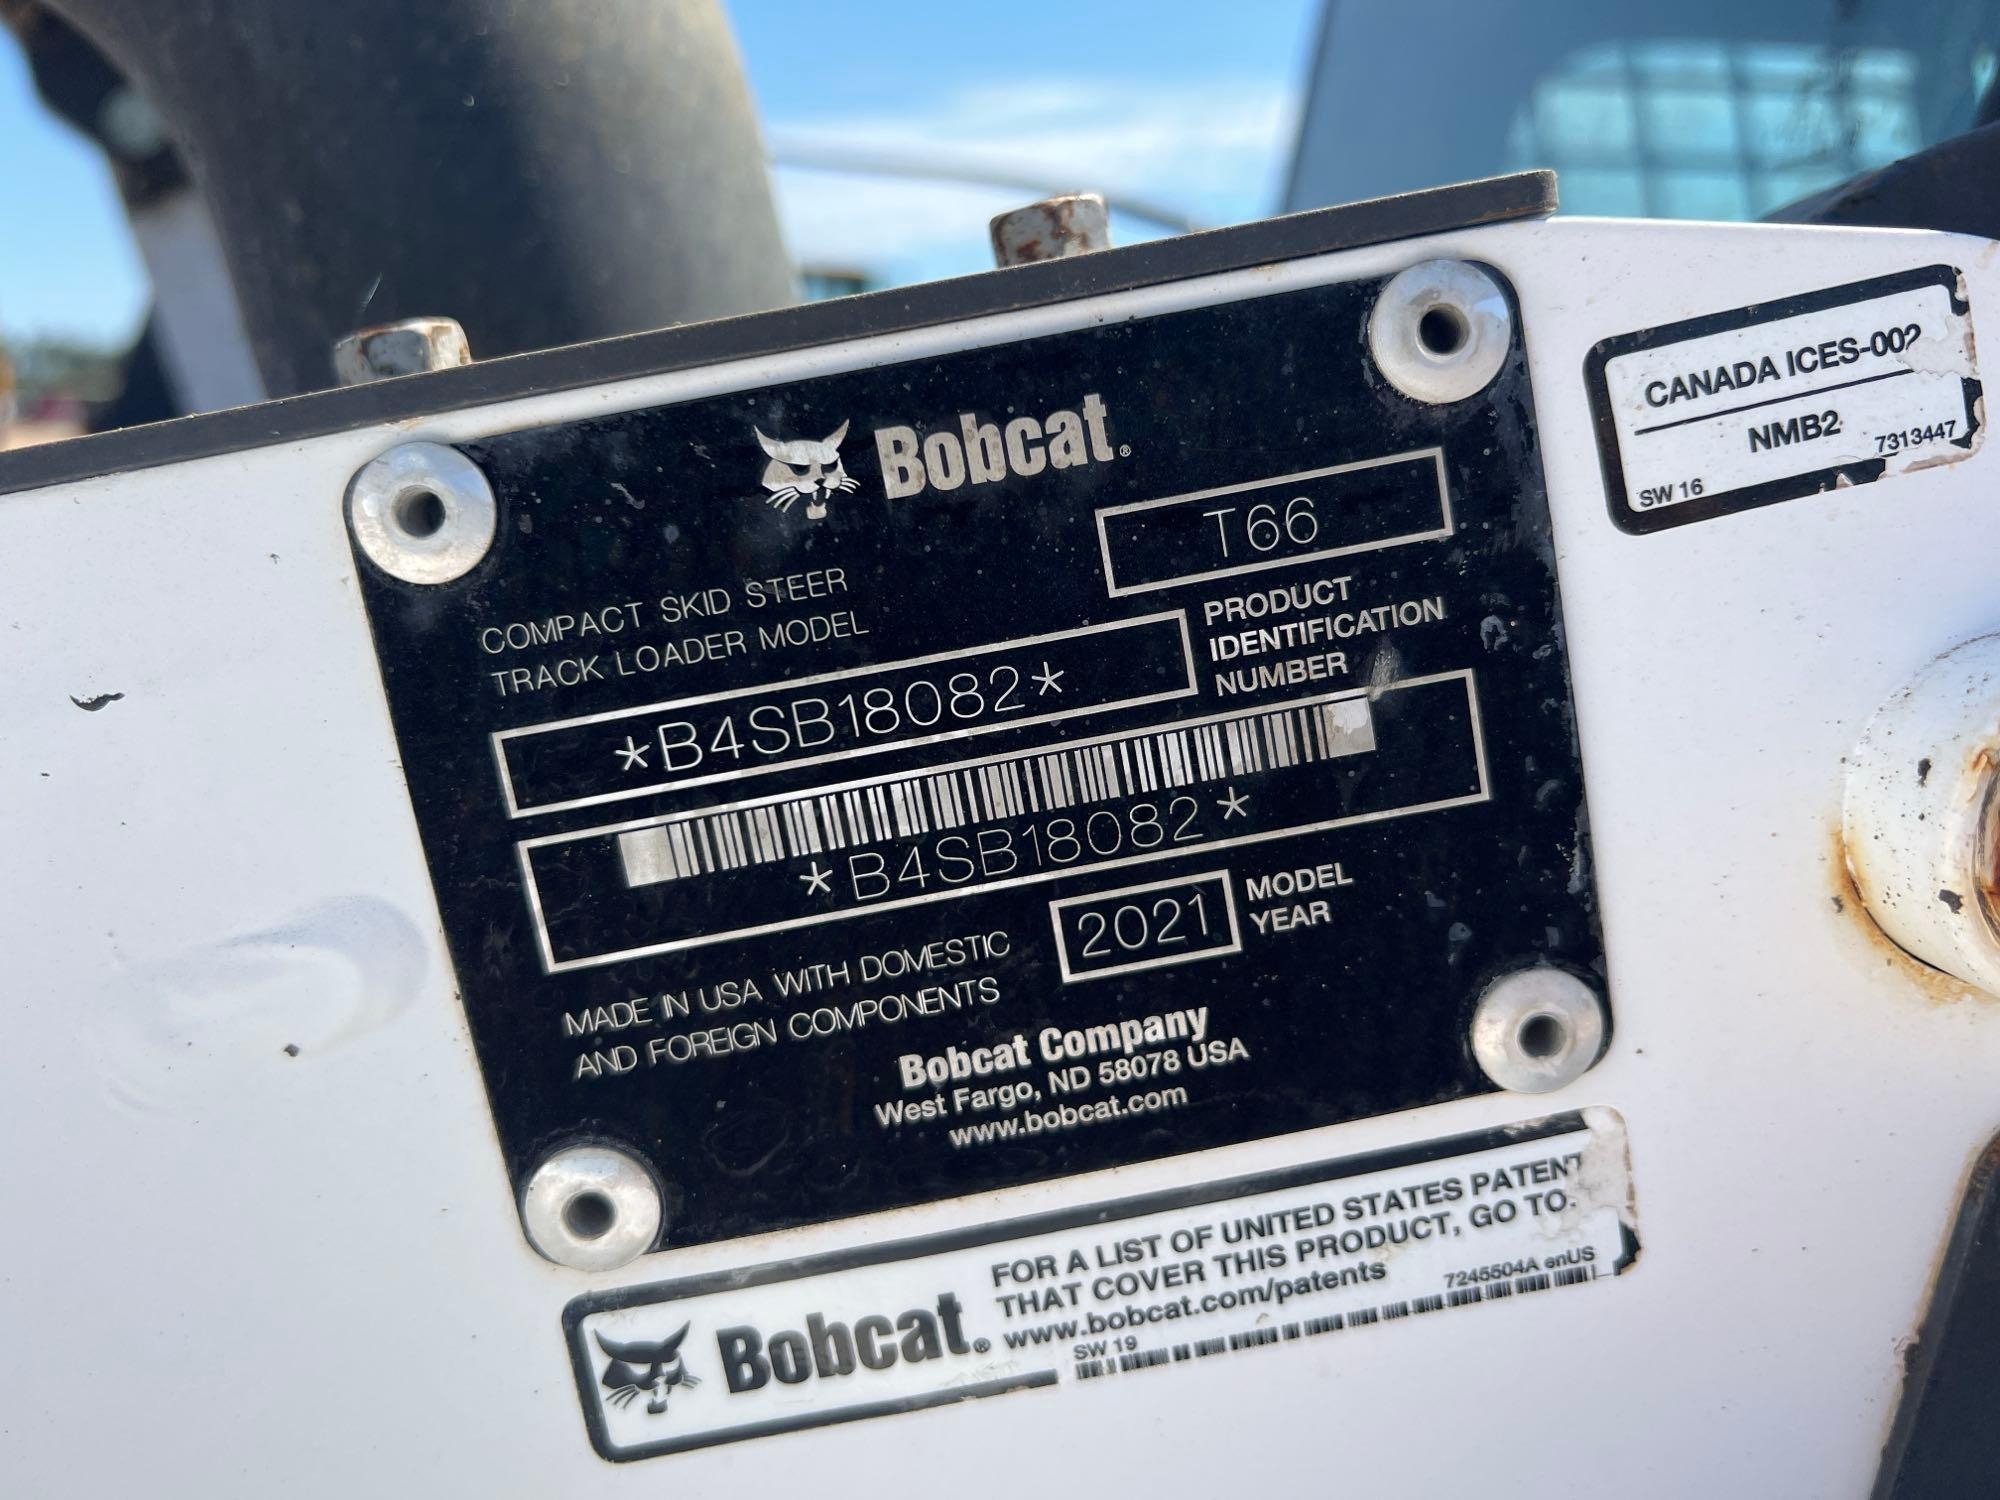 Bobcat®
T66
COMPACT SKID STEER
TRACK LOADER MODEL
*B4SB18082*
PRODUCT
IDENTIFICATION
NUMBER
*B4SB18082*
2021
MODEL
YEAR
MADE IN USA WITH DOMESTIC
AND FOREIGN COMPONENTS
Bobcat Company
West Fargo, ND 58078 USA
www.bobcat.com
CANADA ICES-002
NMB2
SW 16
7313447
Bobcat®
FOR A LIST OF UNITED STATES PATENT
THAT COVER THIS PRODUCT, GO TO:
www.bobcat.com/patents
7245504A enUS
SW 19